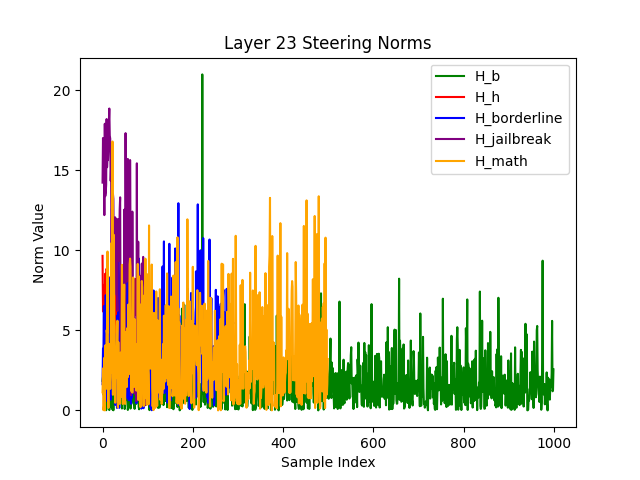 Layer 23 Steering Norms
Norm Value
20
15
10
5
0
H_b
H_h
H_borderline
H_jailbreak
H_math
0
200
400
600
800
1000
Sample Index